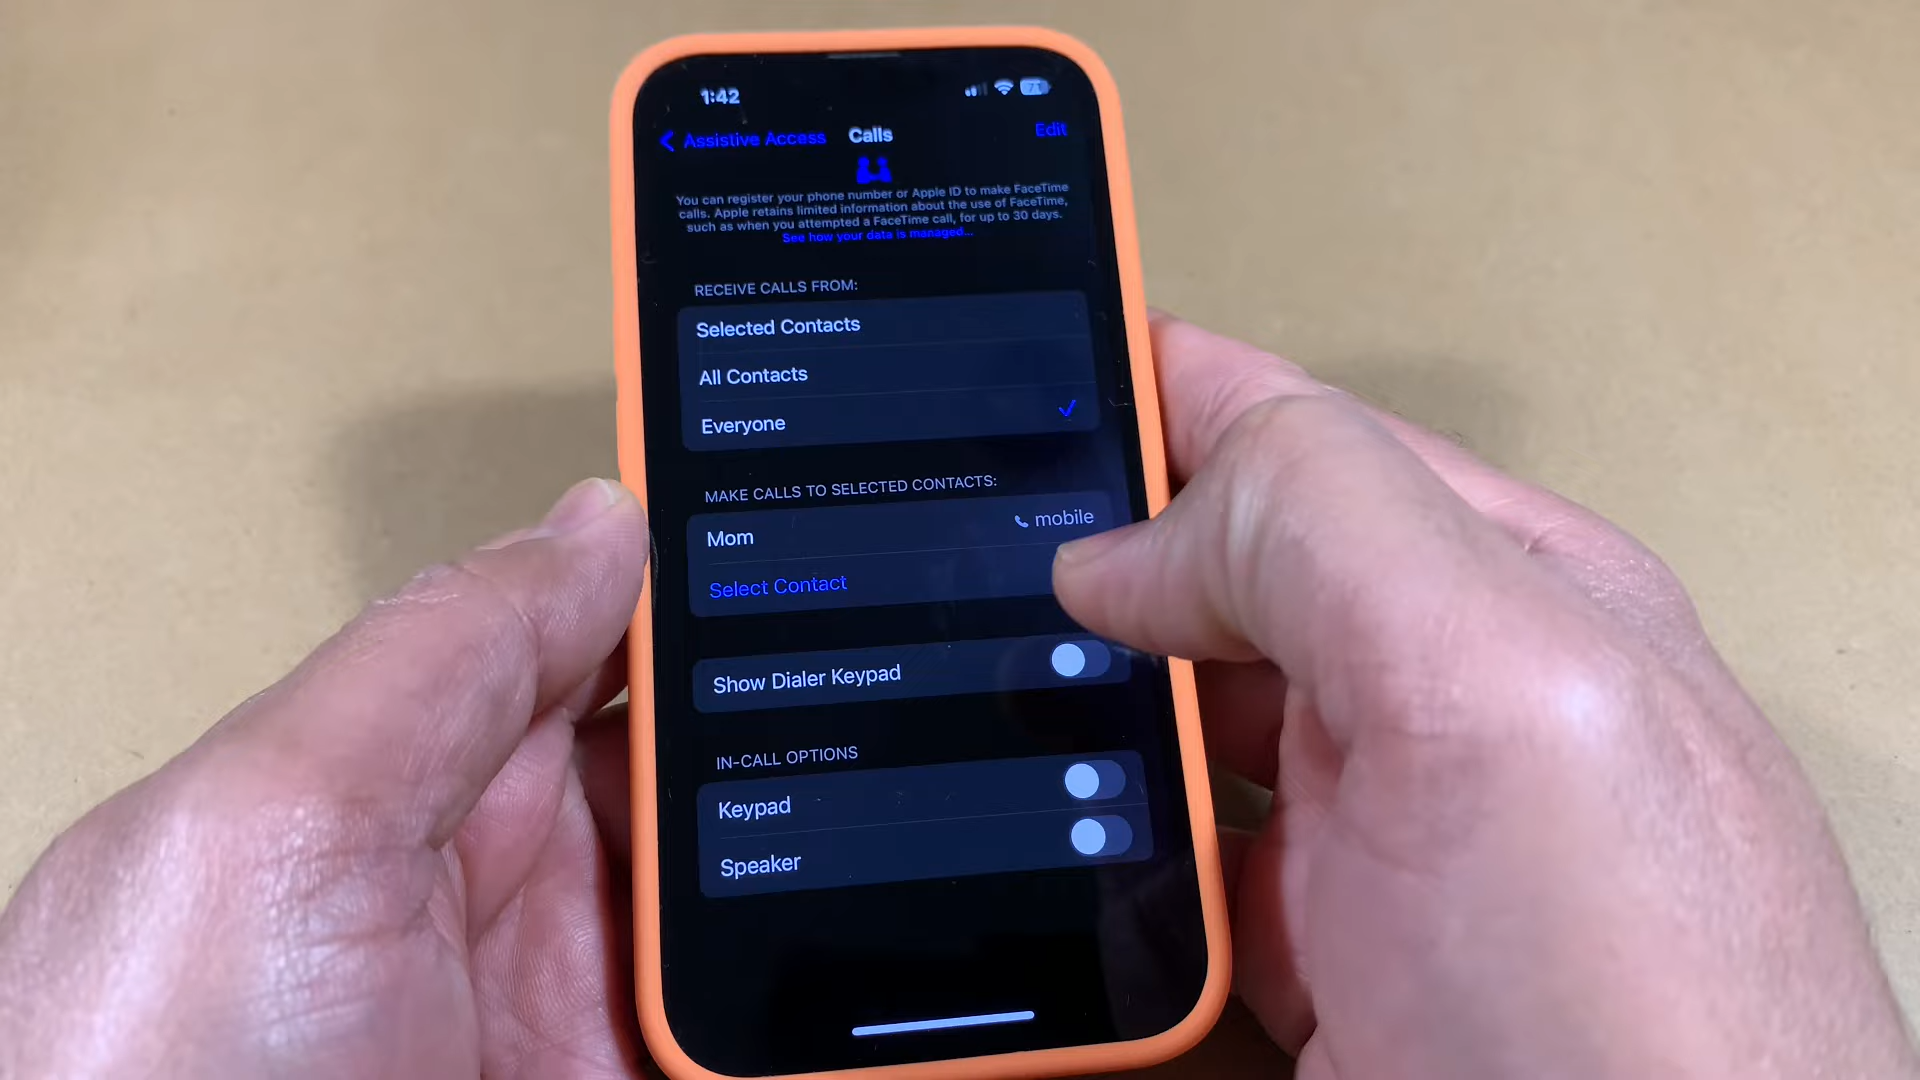 1:42
71
Assistive Access
Calls
Edit
You can register your phone number or Apple ID to make FaceTime
calls. Apple retains limited information about the use of FaceTime,
such as when you attempted a FaceTime call, for up to 30 days.
See how your data is managed...
RECEIVE CALLS FROM:
Selected Contacts
All Contacts
Everyone
MAKE CALLS TO SELECTED CONTACTS:
Mom mobile
Select Contact
Show Dialer Keypad
IN-CALL OPTIONS
Keypad
Speaker